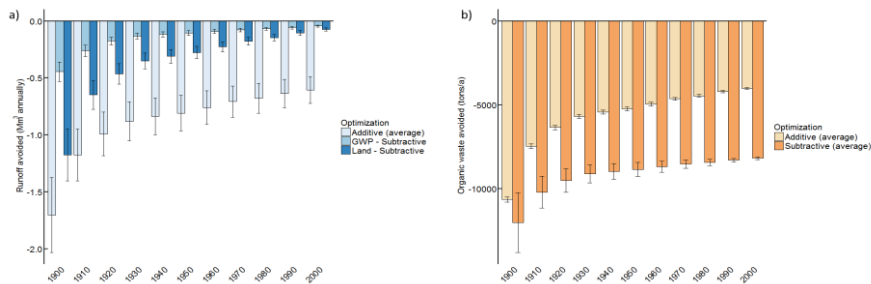 a)
Runoff avoided (Mm³ annually)
0.0
-0.5
-1.0
-1.5
-2.0
1900
1910
1920
1930
1940
1950
1960
1970
1980
1990
2000
Optimization
Additive (average)
GWP - Subtractive
Land - Subtractive
b)
Organic waste avoided (tons/a)
0
-5000
-10000
1900
1910
1920
1930
1940
1950
1960
1970
1980
1990
2000
Optimization
Additive (average)
Subtractive (average)